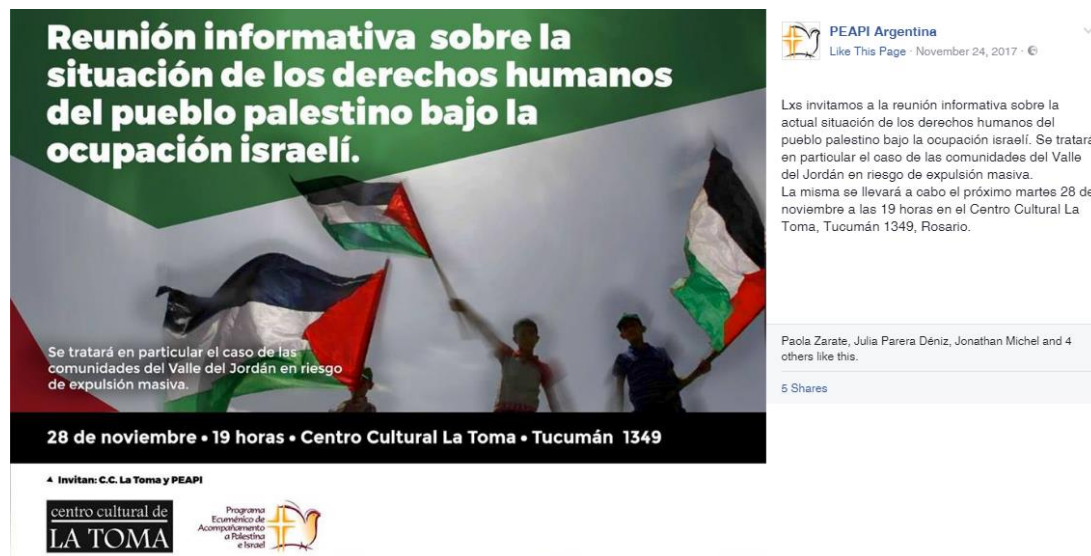 Reunión informativa sobre la
situación de los derechos humanos
del pueblo palestino bajo la
ocupación israelí.
Se tratará en particular el caso de las
comunidades del Valle del Jordán en riesgo
de expulsión masiva.
28 de noviembre • 19 horas • Centro Cultural La Toma • Tucumán 1349
Invitan: C.C. La Toma y PEAPI
centro cultural de
LA TOMA
Programa
Ecuménico de
Acompañamiento
a Palestina
e Israel
PEAPI Argentina
Like This Page · November 24, 2017 ·
Lxs invitamos a la reunión informativa sobre la
actual situación de los derechos humanos del
pueblo palestino bajo la ocupación israelí. Se tratará
en particular el caso de las comunidades del Valle
del Jordán en riesgo de expulsión masiva.
La misma se llevará a cabo el próximo martes 28 de
noviembre a las 19 horas en el Centro Cultural La
Toma, Tucumán 1349, Rosario.
Paola Zarate, Julia Parera Déniz, Jonathan Michel and 4
others like this.
5 Shares